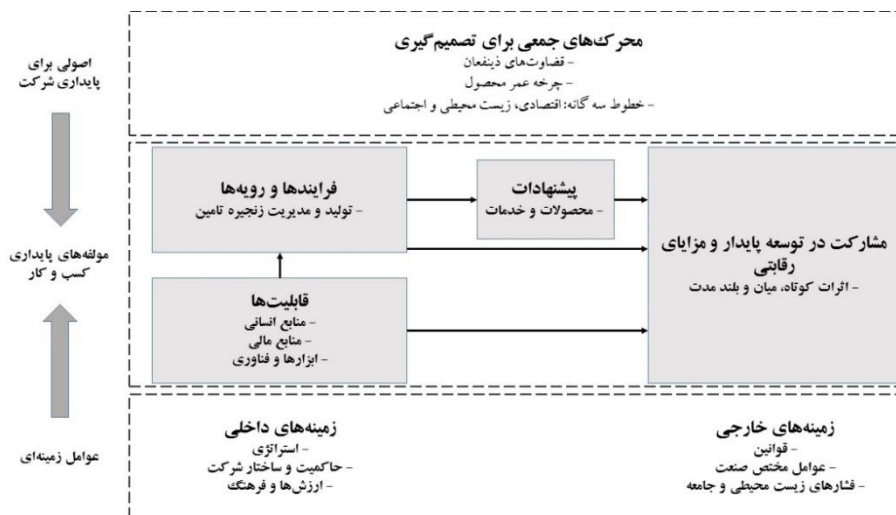 اصولی برای
پایداری شرکت
محرک‌های جمعی برای تصمیم‌گیری
- قضاوت‌های ذینفعان
- چرخه عمر محصول
- خطوط سه گانه: اقتصادی، زیست محیطی و اجتماعی
مولفه‌های پایداری
کسب و کار
فرایندها و رویه‌ها
- تولید و مدیریت زنجیره تامین
پیشنهادات
- محصولات و خدمات
مشارکت در توسعه پایدار و مزایای
رقابتی
- اثرات کوتاه، میان و بلند مدت
قابلیت‌ها
- منابع انسانی
- منابع مالی
- ابزارها و فناوری
عوامل زمینه‌ای
زمینه‌های داخلی
- استراتژی
- حاکمیت و ساختار شرکت
- ارزش‌ها و فرهنگ
زمینه‌های خارجی
- قوانین
- عوامل مختص صنعت
- فشارهای زیست محیطی و جامعه